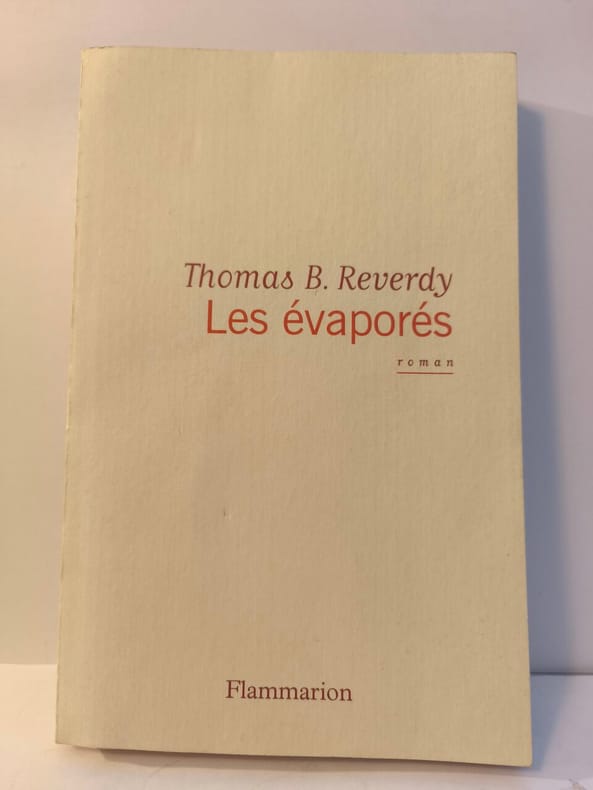 Thomas B. Reverdy
Les évaporés
roman
Flammarion